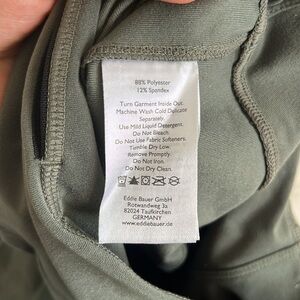 88% Polyester
12% Spandex
Turn Garment Inside Out.
Machine Wash Cold Delicate
Separately.
Use Mild Liquid Detergent.
Do Not Bleach.
Do Not Use Fabric Softeners.
Tumble Dry Low.
Remove Promptly.
Do Not Iron.
Do Not Dry Clean.
Eddie Bauer GmbH
Rotwandweg 3a
82024 Taufkirchen
GERMANY
www.eddiebauer.de